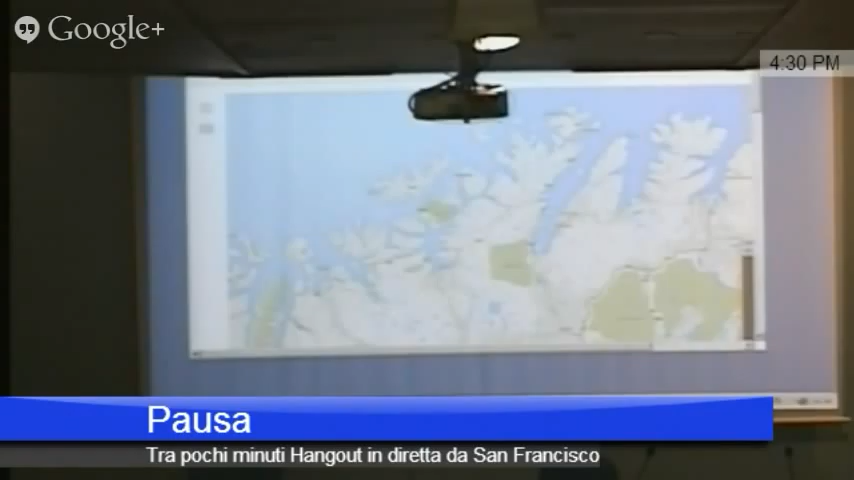 Google+
4:30 PM
Pausa
Tra pochi minuti Hangout in diretta da San Francisco